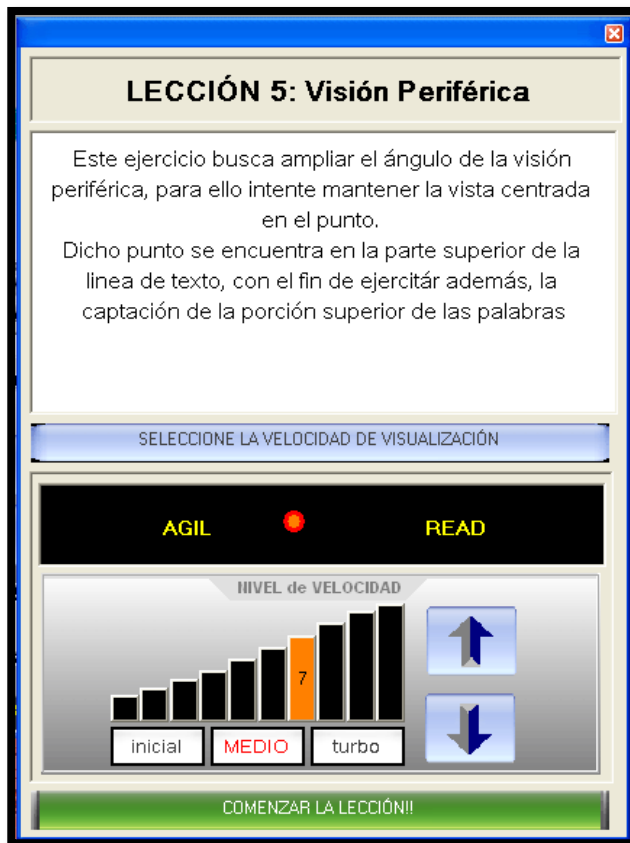 LECCIÓN 5: Visión Periférica
Este ejercicio busca ampliar el ángulo de la visión
periférica, para ello intente mantener la vista centrada
en el punto.
Dicho punto se encuentra en la parte superior de la
linea de texto, con el fin de ejercitár además, la
captación de la porción superior de las palabras
SELECCIONE LA VELOCIDAD DE VISUALIZACIÓN
AGIL READ
NIVEL de VELOCIDAD
7
inicial MEDIO turbo
COMENZAR LA LECCIÓN!!